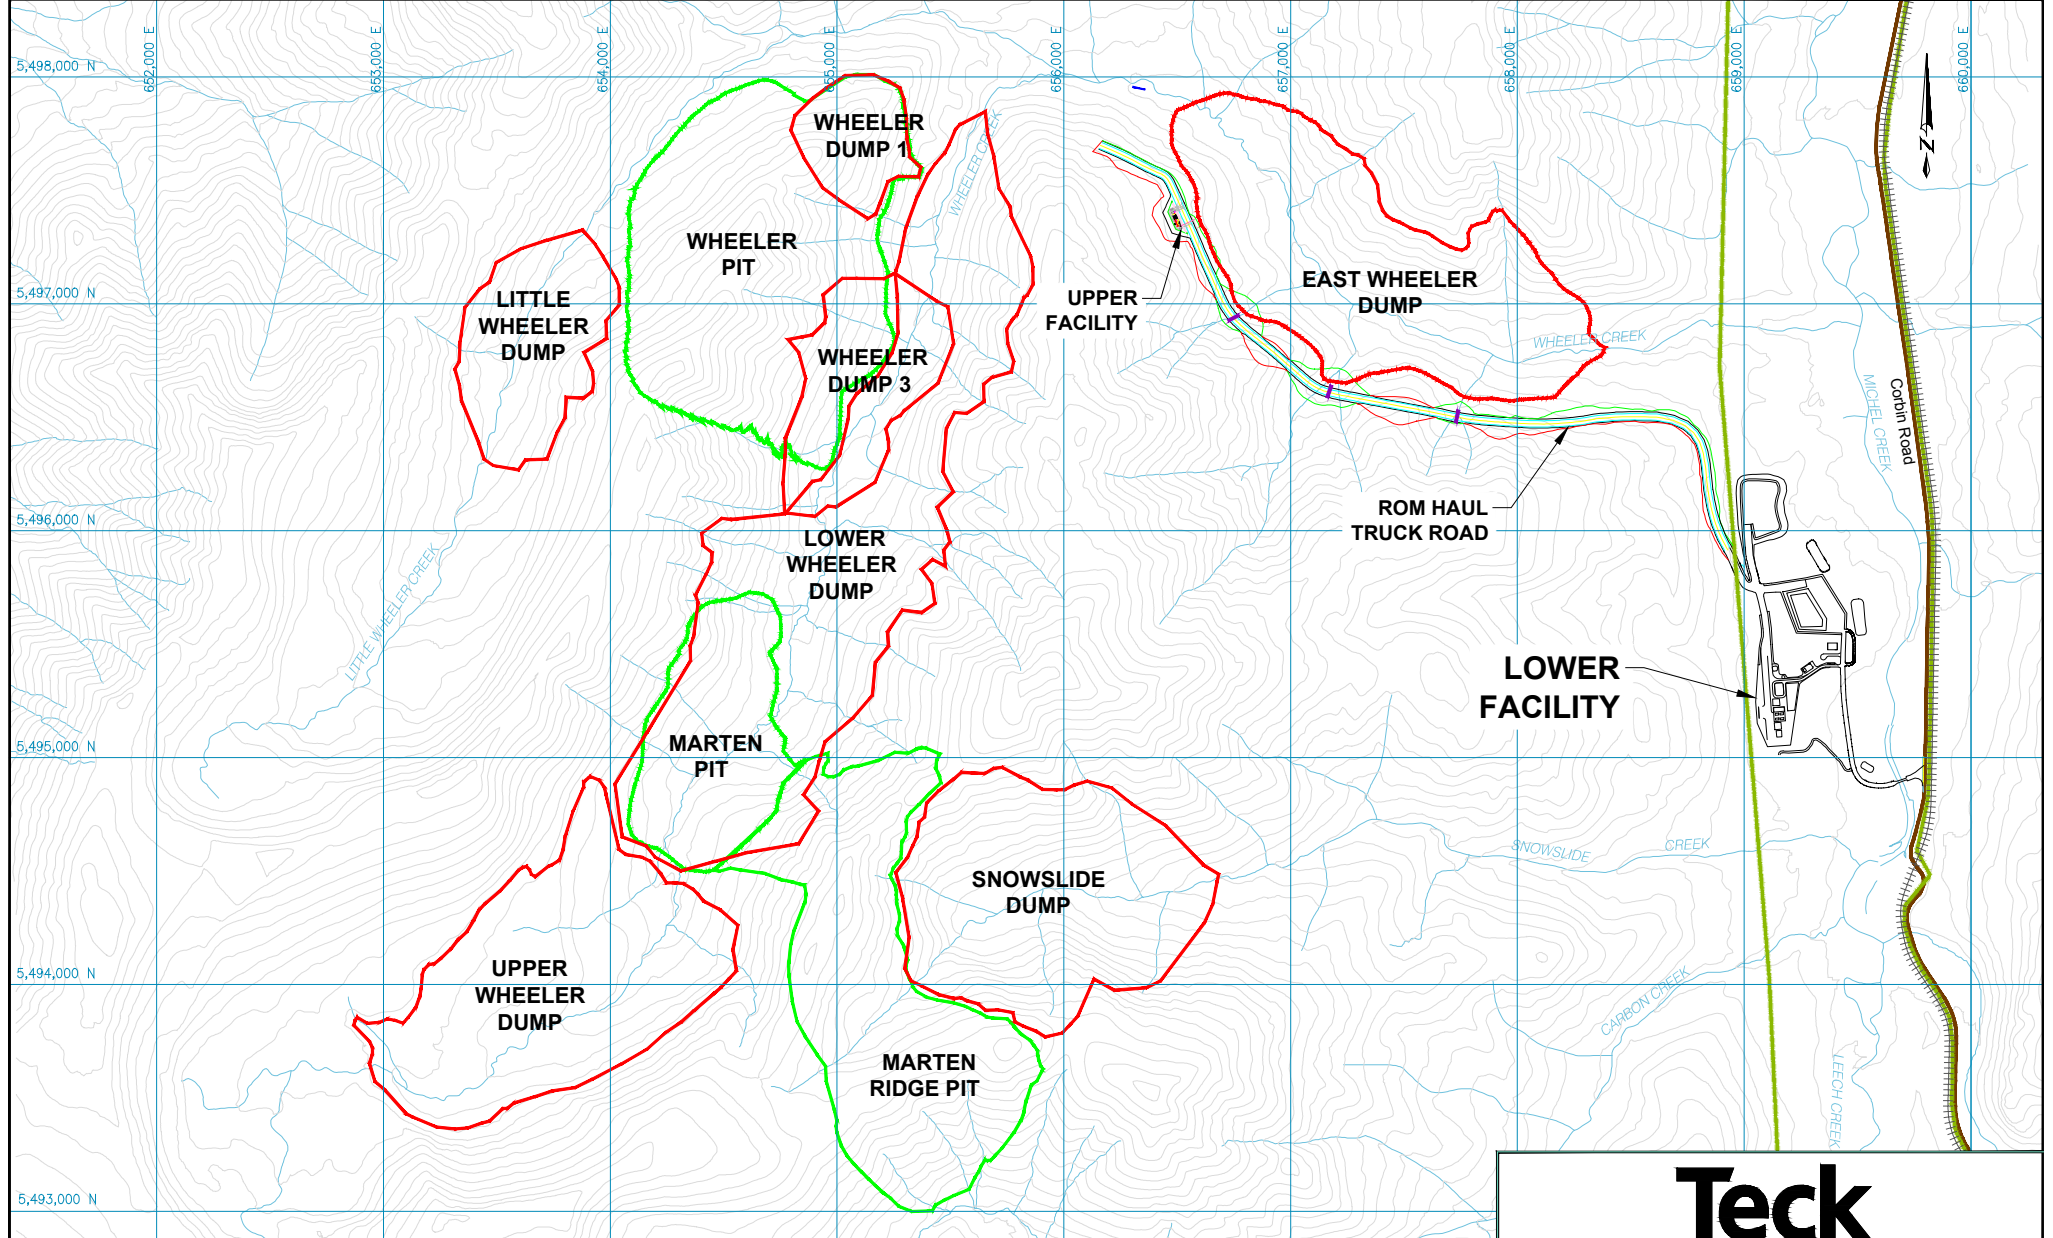 652,000 E
653,000 E
654,000 E
655,000 E
656,000 E
657,000 E
658,000 E
659,000 E
660,000 E
5,498,000 N
5,497,000 N
5,496,000 N
5,495,000 N
5,494,000 N
5,493,000 N
WHEELER
DUMP 1
WHEELER CREEK
N
WHEELER
PIT
LITTLE
WHEELER
DUMP
UPPER
FACILITY
EAST WHEELER
DUMP
WHEELER CREEK
WHEELER
DUMP 3
MICHEL CREEK
Corbin Road
ROM HAUL
TRUCK ROAD
LOWER
WHEELER
DUMP
LITTLE WHEELER CREEK
LOWER
FACILITY
MARTEN
PIT
SNOWSLIDE
CREEK
SNOWSLIDE
DUMP
UPPER
WHEELER
DUMP
CARBON CREEK
MARTEN
RIDGE PIT
LEECH CREEK
Teck